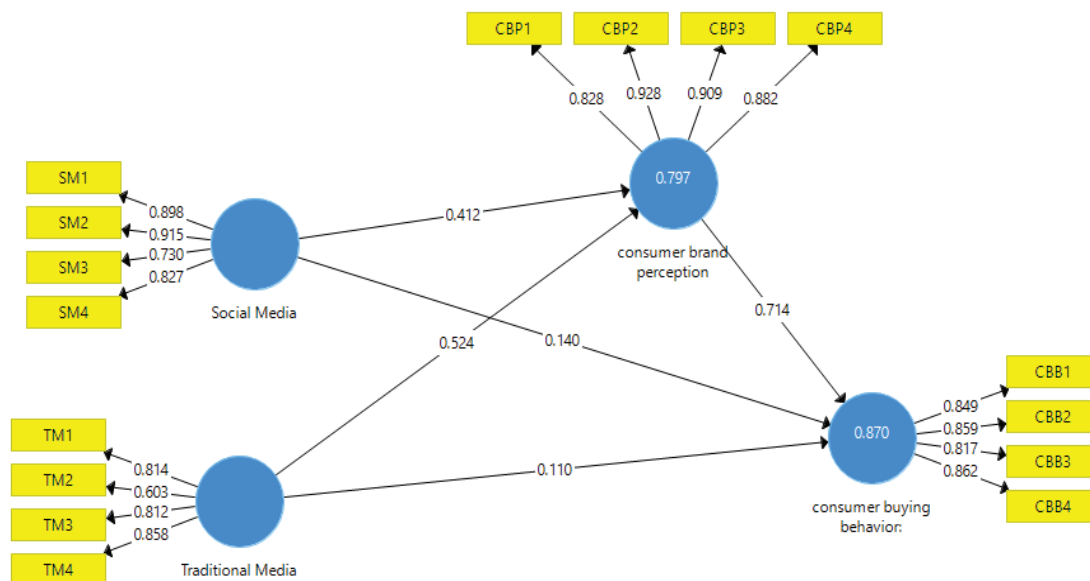 CBP1 CBP2 CBP3 CBP4
0.828 0.928 0.909 0.882
0.797
consumer brand
perception
SM1
SM2
SM3
SM4
0.898
0.915
0.730
0.827
Social Media
0.412
0.524
0.140
0.714
0.110
TM1
TM2
TM3
TM4
0.814
0.603
0.812
0.858
Traditional Media
0.870
consumer buying
behavior:
0.849
0.859
0.817
0.862
CBB1
CBB2
CBB3
CBB4